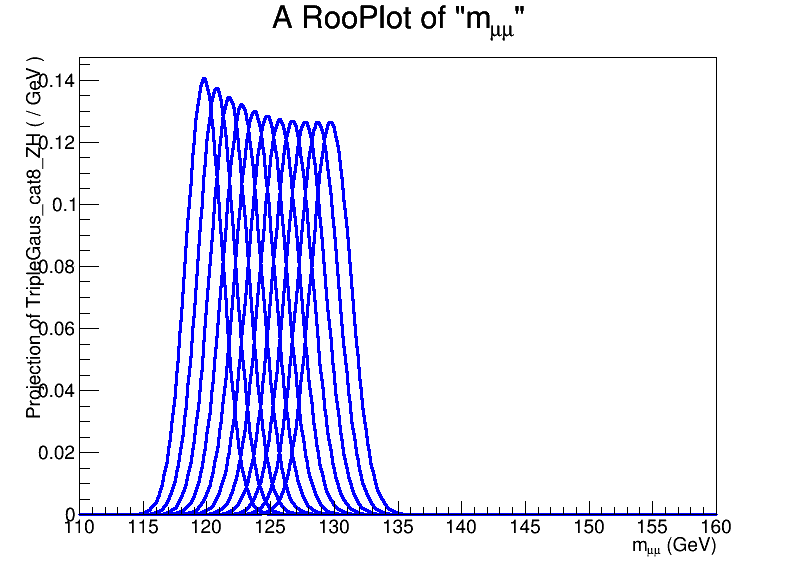 A RooPlot of "mμμ"
Projection of TripleGaus_cat8_ZH ( / GeV )
0.14
0.12
0.1
0.08
0.06
0.04
0.02
0
110 115 120 125 130 135 140 145 150 155 160
mμμ (GeV)